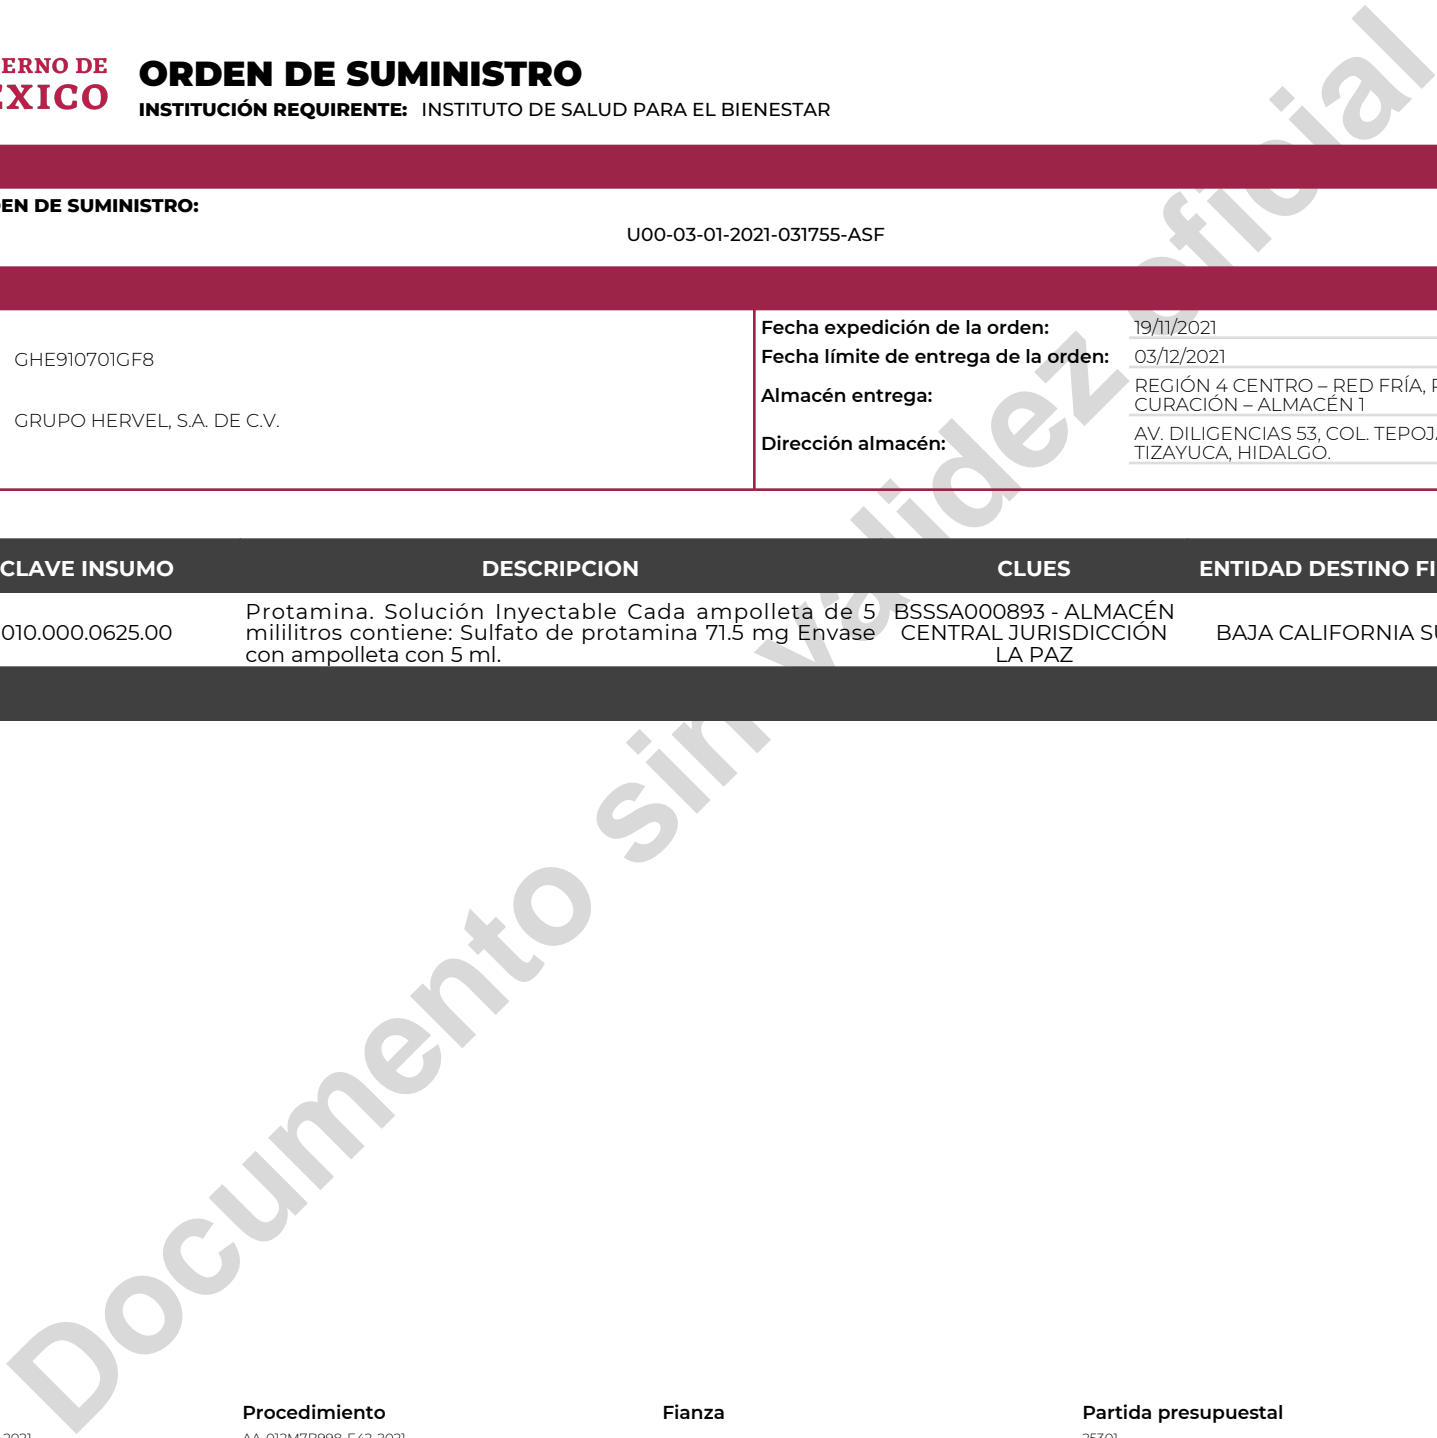 ORDEN DE SUMINISTRO
INSTITUCIÓN REQUIRENTE: INSTITUTO DE SALUD PARA EL BIENESTAR
DE SUMINISTRO:
U00-03-01-2021-031755-ASF
GHE910701GF8
GRUPO HERVEL, S.A. DE C.V.
Fecha expedición de la orden: 19/11/2021
Fecha límite de entrega de la orden: 03/12/2021
Almacén entrega: REGIÓN 4 CENTRO – RED FRÍA,
CURACIÓN – ALMACÉN 1
Dirección almacén: AV. DILIGENCIAS 53, COL.
TIZAYUCA, HIDALGO.
CLAVE INSUMO DESCRIPCION CLUES ENTIDAD DESTINO
010.000.0625.00
Protamina. Solución Inyectable Cada ampolleta de 5
mililitros contiene: Sulfato de protamina 71.5 mg Envase
con ampolleta con 5 ml.
BSSSA000893 - ALMACÉN
CENTRAL JURISDICCIÓN
LA PAZ
BAJA CALIFORNIA
Documento sin validez oficial
Procedimiento Fianza Partida presupuestal